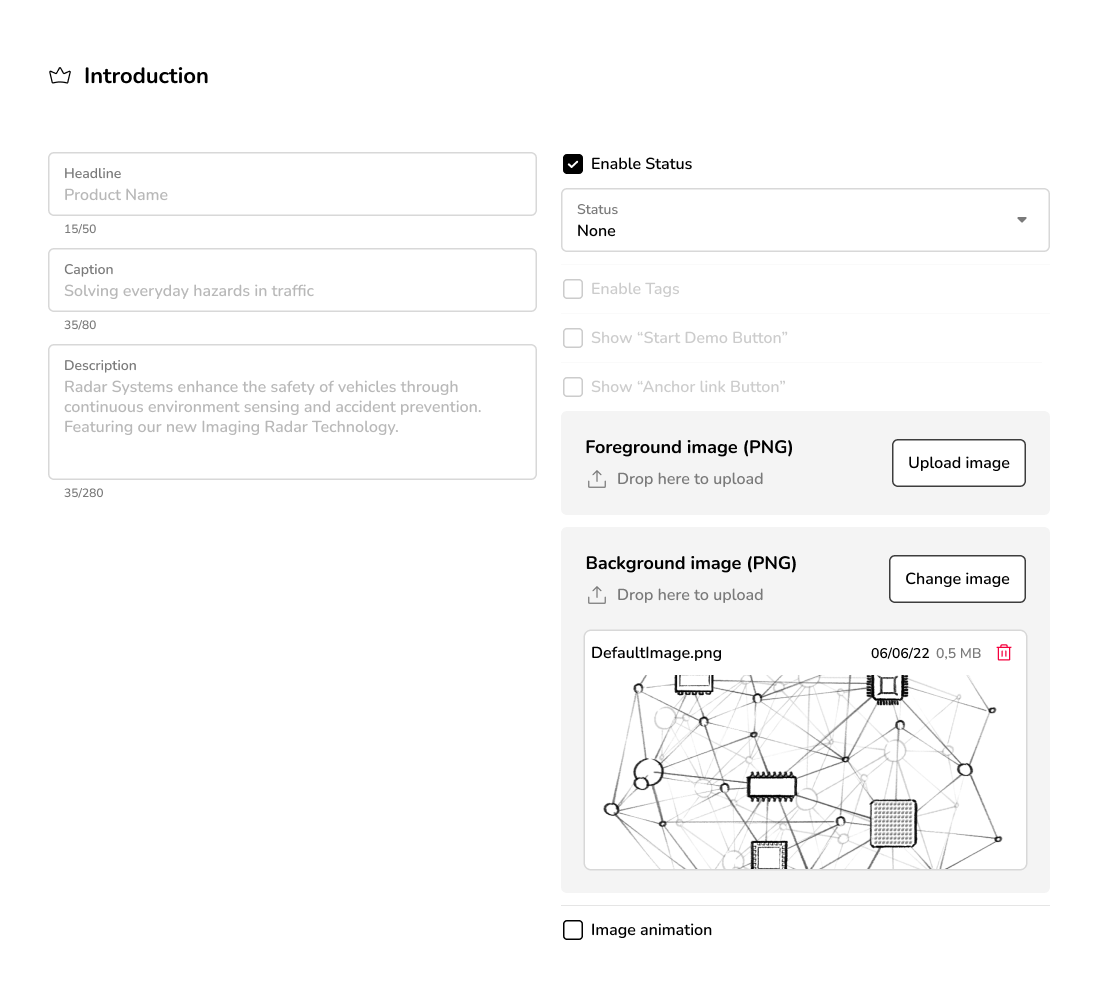 Introduction
Headline
Product Name
15/50
Caption
Solving everyday hazards in traffic
35/80
Description
Radar Systems enhance the safety of vehicles through
continuous environment sensing and accident prevention.
Featuring our new Imaging Radar Technology.
35/280
Enable Status
Status
None
Enable Tags
Show “Start Demo Button”
Show “Anchor link Button”
Foreground image (PNG)
Drop here to upload
Upload image
Background image (PNG)
Drop here to upload
Change image
DefaultImage.png 06/06/22 0,5 MB
Image animation